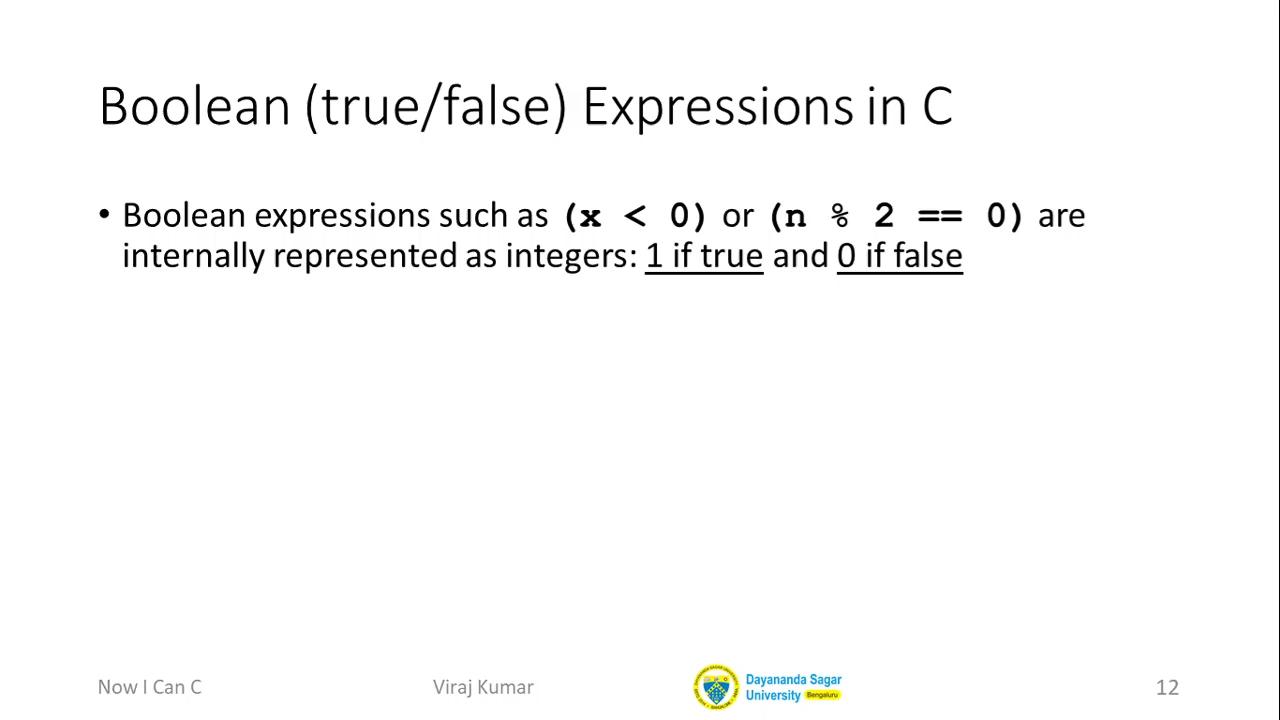 Boolean (true/false) Expressions in C
• Boolean expressions such as (x < 0) or (n % 2 == 0) are
internally represented as integers: 1 if true and 0 if false
Now I Can C
Viraj Kumar
Dayananda Sagar
University Bengaluru
12